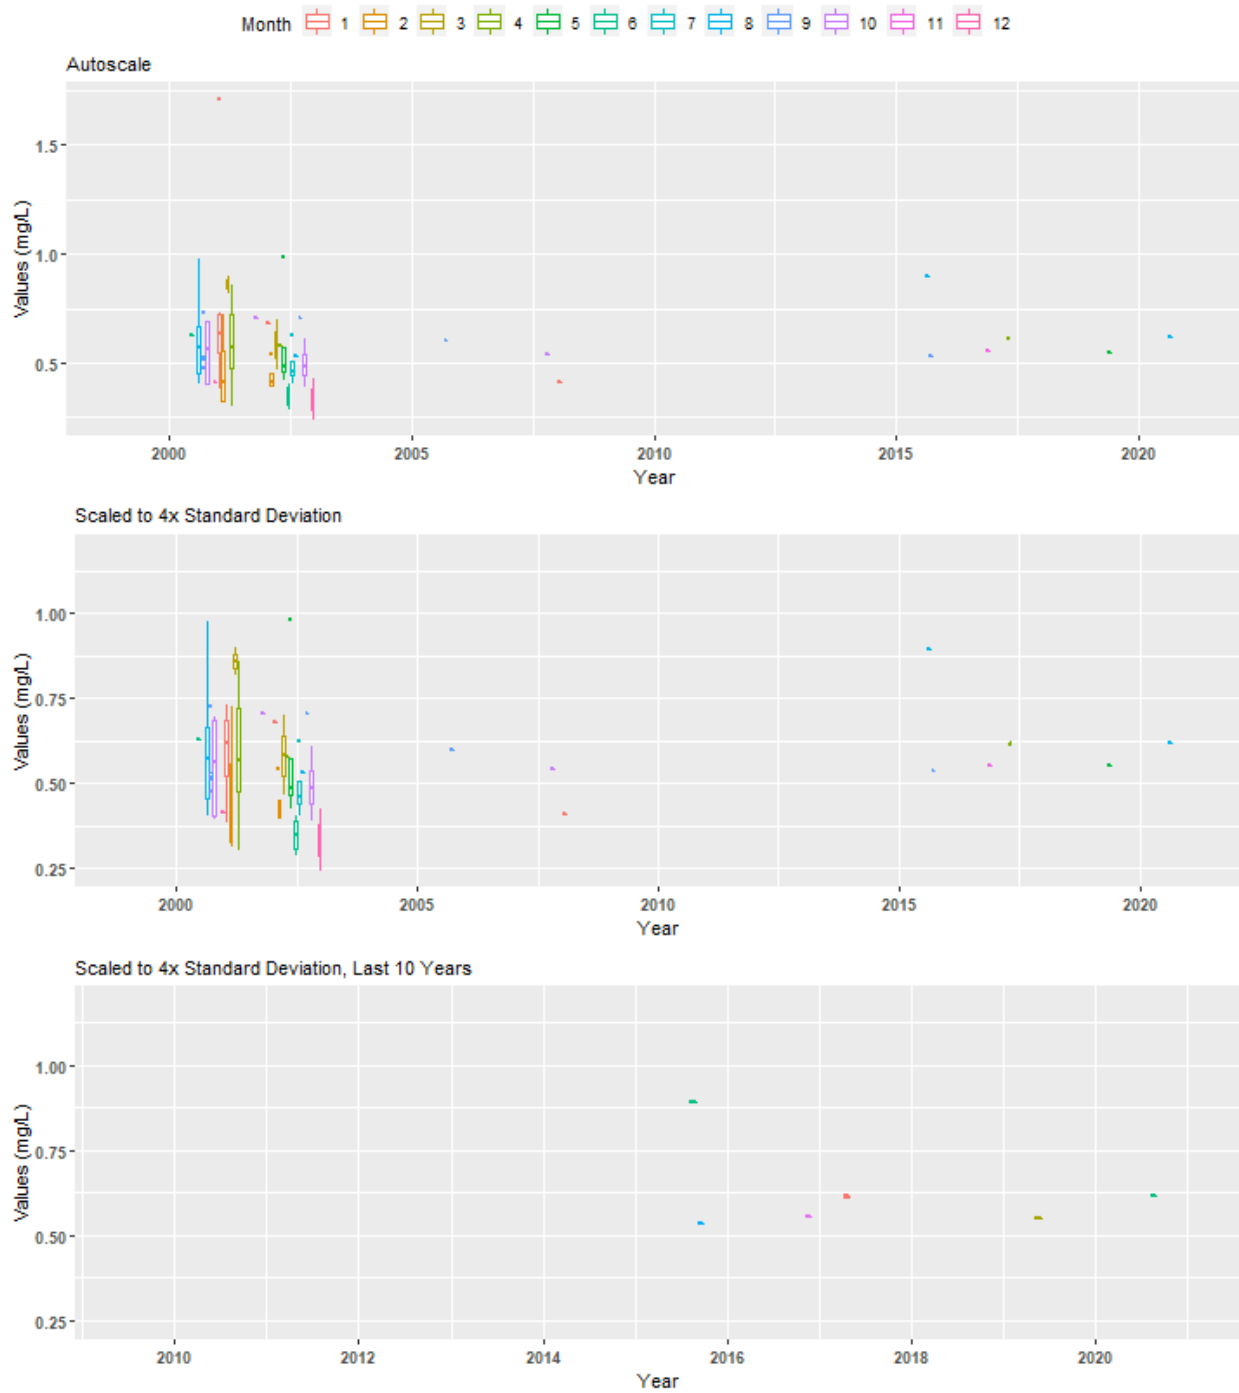 Month 1 2 3 4 5 6 7 8 9 10 11 12
Autoscale
Values (mg/L)
1.5
1.0
0.5
2000 2005 2010 2015 2020
Year
Scaled to 4x Standard Deviation
Values (mg/L)
1.00
0.75
0.50
0.25
2000 2005 2010 2015 2020
Year
Scaled to 4x Standard Deviation, Last 10 Years
Values (mg/L)
1.00
0.75
0.50
0.25
2010 2012 2014 2016 2018 2020
Year